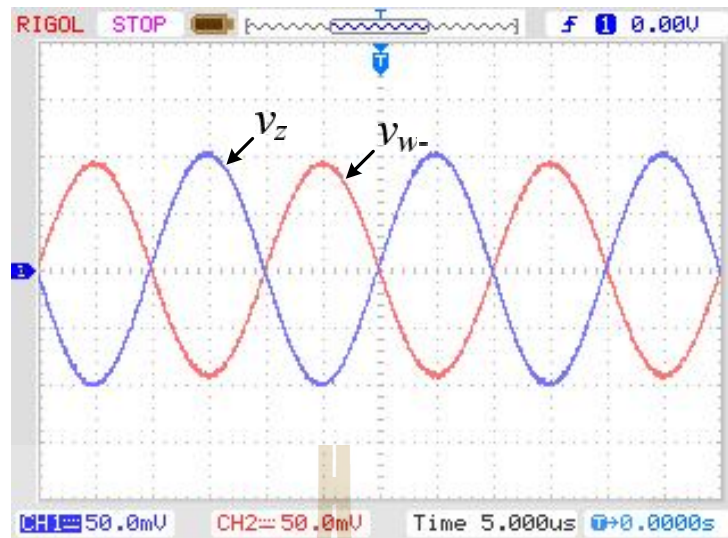 RIGOL STOP T 1 0.00V
T
v_z
v_w-
1
CH1 50.0mV CH2 50.0mV Time 5.000us T→0.0000s